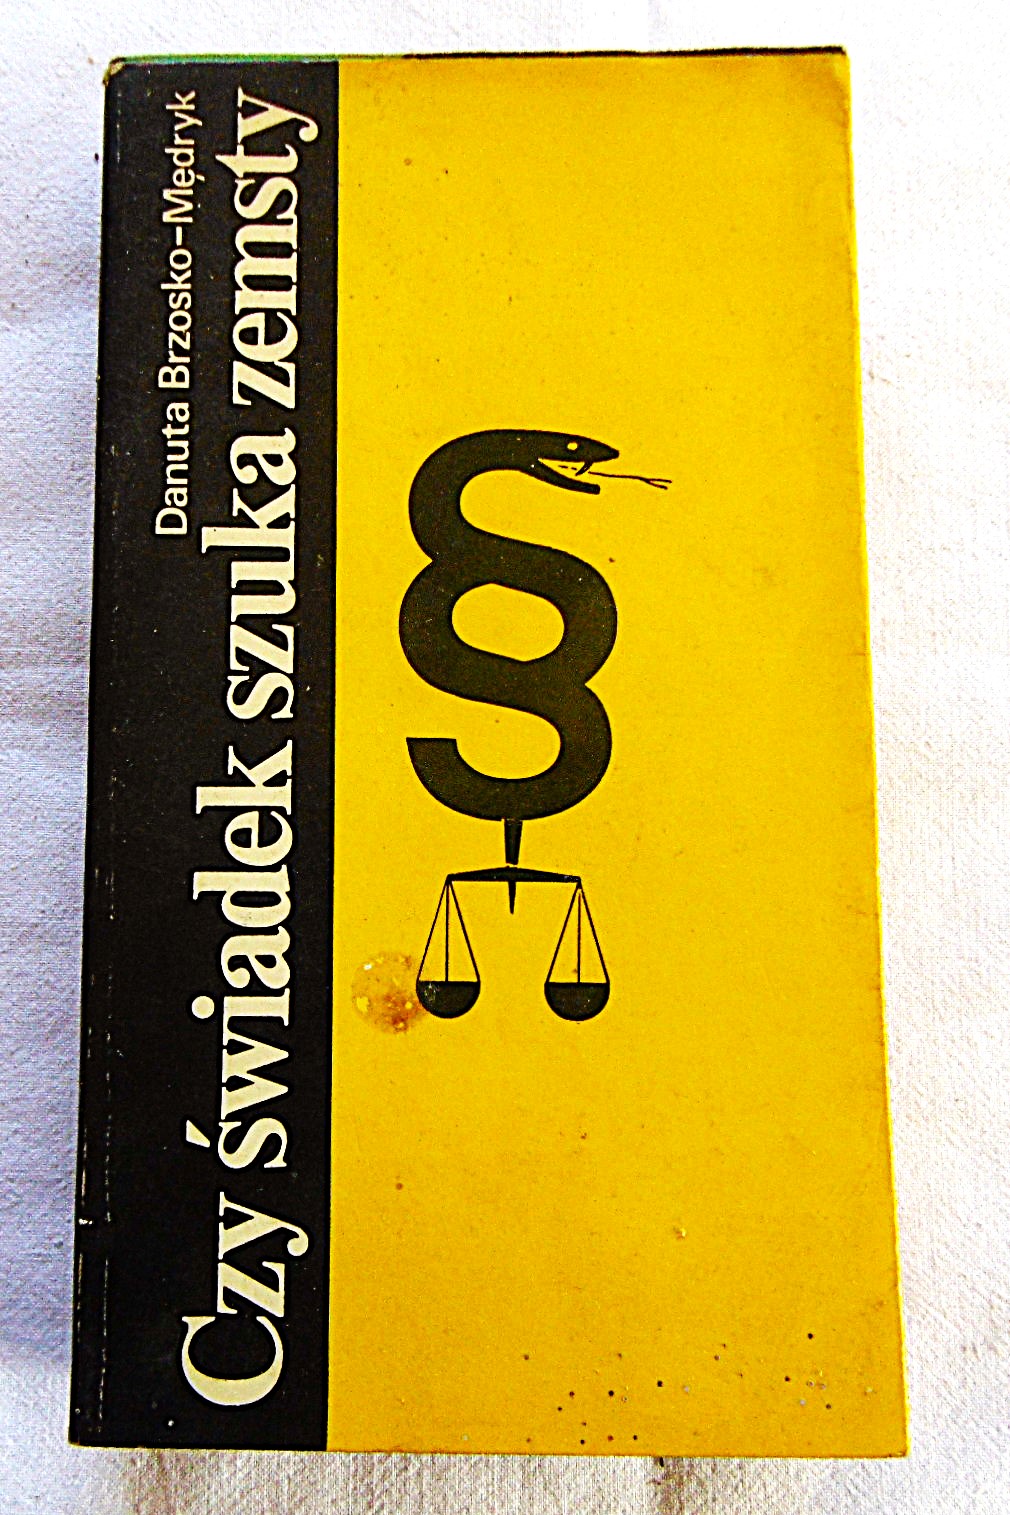 Danuta Brzosko-Mędryk
Czy świadek szuka zemsty